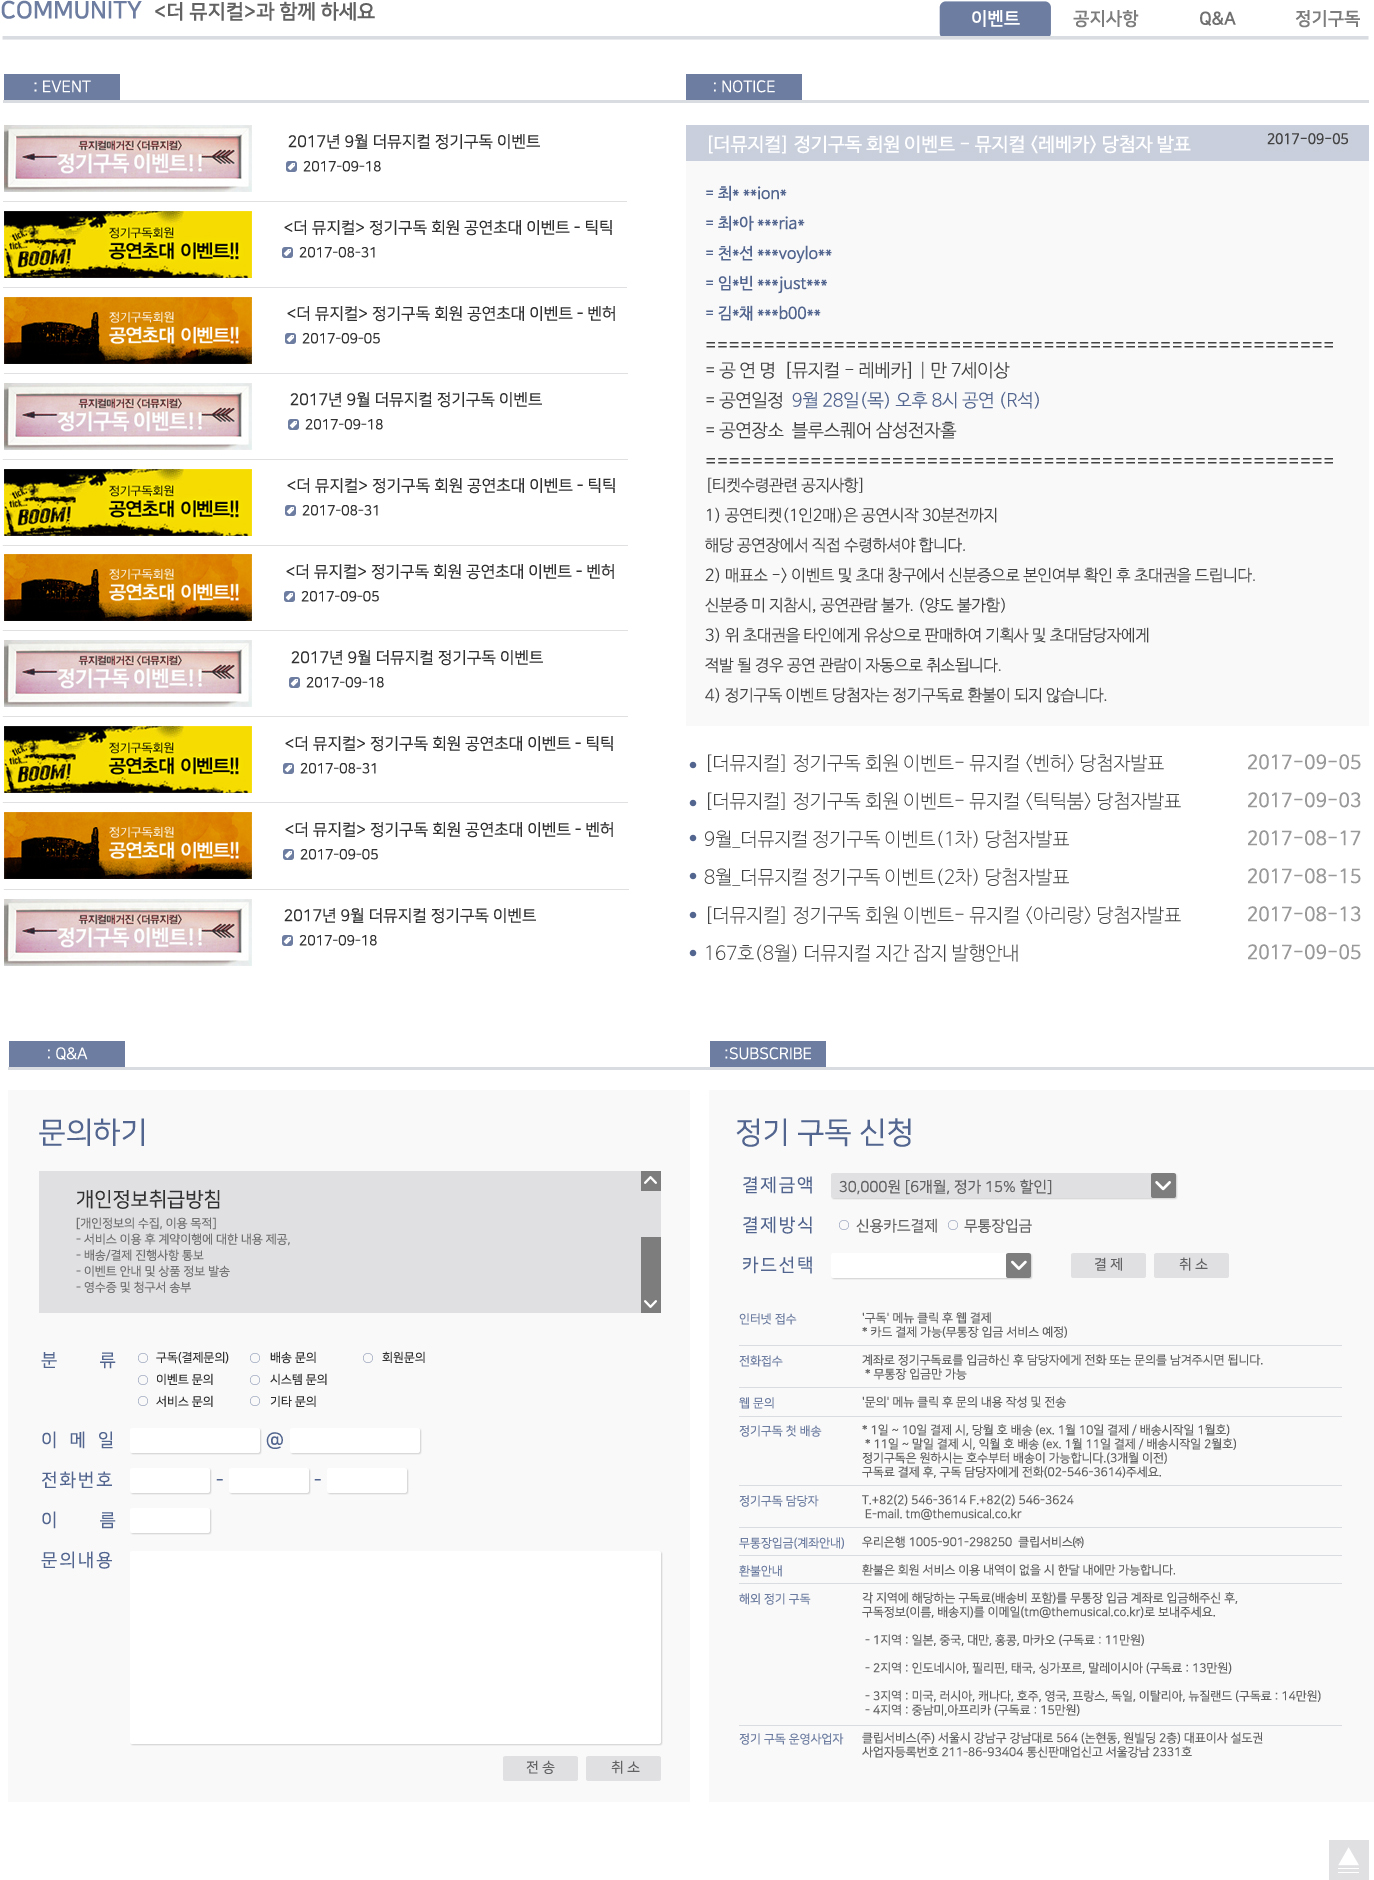 COMMUNITY <더 뮤지컬>과 함께 하세요
이벤트 공지사항 Q&A 정기구독
: EVENT
뮤지컬매거진 <더뮤지컬>
정기구독 이벤트!!
2017년 9월 더뮤지컬 정기구독 이벤트
2017-09-18
tick,
tick...
BOOM!
정기구독회원
공연초대 이벤트!!
<더 뮤지컬> 정기구독 회원 공연초대 이벤트 - 틱틱
2017-08-31
정기구독회원
공연초대 이벤트!!
<더 뮤지컬> 정기구독 회원 공연초대 이벤트 - 벤허
2017-09-05
뮤지컬매거진 <더뮤지컬>
정기구독 이벤트!!
2017년 9월 더뮤지컬 정기구독 이벤트
2017-09-18
tick,
tick...
BOOM!
정기구독회원
공연초대 이벤트!!
<더 뮤지컬> 정기구독 회원 공연초대 이벤트 - 틱틱
2017-08-31
정기구독회원
공연초대 이벤트!!
<더 뮤지컬> 정기구독 회원 공연초대 이벤트 - 벤허
2017-09-05
뮤지컬매거진 <더뮤지컬>
정기구독 이벤트!!
2017년 9월 더뮤지컬 정기구독 이벤트
2017-09-18
tick,
tick...
BOOM!
정기구독회원
공연초대 이벤트!!
<더 뮤지컬> 정기구독 회원 공연초대 이벤트 - 틱틱
2017-08-31
정기구독회원
공연초대 이벤트!!
<더 뮤지컬> 정기구독 회원 공연초대 이벤트 - 벤허
2017-09-05
뮤지컬매거진 <더뮤지컬>
정기구독 이벤트!!
2017년 9월 더뮤지컬 정기구독 이벤트
2017-09-18
: NOTICE
[더뮤지컬] 정기구독 회원 이벤트 - 뮤지컬 <레베카> 당첨자 발표 2017-09-05
= 최* **ion*
= 최*아 ***ria*
= 천*선 ***voylo**
= 임*빈 ***just***
= 김*채 ***b00**
======================================================
= 공 연 명 [뮤지컬 - 레베카] | 만 7세이상
= 공연일정 9월 28일(목) 오후 8시 공연 (R석)
= 공연장소 블루스퀘어 삼성전자홀
======================================================
[티켓수령관련 공지사항]
1) 공연티켓(1인2매)은 공연시작 30분전까지
해당 공연장에서 직접 수령하셔야 합니다.
2) 매표소 -> 이벤트 및 초대 창구에서 신분증으로 본인여부 확인 후 초대권을 드립니다.
신분증 미 지참시, 공연관람 불가. (양도 불가함)
3) 위 초대권을 타인에게 유상으로 판매하여 기획사 및 초대담당자에게
적발 될 경우 공연 관람이 자동으로 취소됩니다.
4) 정기구독 이벤트 당첨자는 정기구독료 환불이 되지 않습니다.
• [더뮤지컬] 정기구독 회원 이벤트- 뮤지컬 <벤허> 당첨자발표 2017-09-05
• [더뮤지컬] 정기구독 회원 이벤트- 뮤지컬 <틱틱붐> 당첨자발표 2017-09-03
• 9월_더뮤지컬 정기구독 이벤트(1차) 당첨자발표 2017-08-17
• 8월_더뮤지컬 정기구독 이벤트(2차) 당첨자발표 2017-08-15
• [더뮤지컬] 정기구독 회원 이벤트- 뮤지컬 <아리랑> 당첨자발표 2017-08-13
• 167호(8월) 더뮤지컬 지간 잡지 발행안내 2017-09-05
: Q&A
문의하기
개인정보취급방침
[개인정보의 수집, 이용 목적]
- 서비스 이용 후 계약이행에 대한 내용 제공,
- 배송/결제 진행사항 통보
- 이벤트 안내 및 상품 정보 발송
- 영수증 및 청구서 송부
분 류 구독(결제문의) 배송 문의 회원문의
이벤트 문의 시스템 문의
서비스 문의 기타 문의
이 메 일 @
전화번호 - -
이 름
문의내용
전 송 취 소
:SUBSCRIBE
정기 구독 신청
결제금액 30,000원 [6개월, 정가 15% 할인]
결제방식 신용카드결제 무통장입금
카드선택 결 제 취 소
인터넷 접수 '구독' 메뉴 클릭 후 웹 결제
* 카드 결제 가능(무통장 입금 서비스 예정)
전화접수 계좌로 정기구독료를 입금하신 후 담당자에게 전화 또는 문의를 남겨주시면 됩니다.
* 무통장 입금만 가능
웹 문의 '문의' 메뉴 클릭 후 문의 내용 작성 및 전송
정기구독 첫 배송 * 1일 ~ 10일 결제 시, 당월 호 배송 (ex. 1월 10일 결제 / 배송시작일 1월호)
* 11일 ~ 말일 결제 시, 익월 호 배송 (ex. 1월 11일 결제 / 배송시작일 2월호)
정기구독은 원하시는 호수부터 배송이 가능합니다.(3개월 이전)
구독료 결제 후, 구독 담당자에게 전화(02-546-3614)주세요.
정기구독 담당자 T.+82(2) 546-3614 F.+82(2) 546-3624
E-mail. tm@themusical.co.kr
무통장입금(계좌안내) 우리은행 1005-901-298250 클립서비스㈜
환불안내 환불은 회원 서비스 이용 내역이 없을 시 한달 내에만 가능합니다.
해외 정기 구독 각 지역에 해당하는 구독료(배송비 포함)를 무통장 입금 계좌로 입금해주신 후,
구독정보(이름, 배송지)를 이메일(tm@themusical.co.kr)로 보내주세요.
- 1지역 : 일본, 중국, 대만, 홍콩, 마카오 (구독료 : 11만원)
- 2지역 : 인도네시아, 필리핀, 태국, 싱가포르, 말레이시아 (구독료 : 13만원)
- 3지역 : 미국, 러시아, 캐나다, 호주, 영국, 프랑스, 독일, 이탈리아, 뉴질랜드 (구독료 : 14만원)
- 4지역 : 중남미,아프리카 (구독료 : 15만원)
정기 구독 운영사업자 클립서비스(주) 서울시 강남구 강남대로 564 (논현동, 원빌딩 2층) 대표이사 설도권
사업자등록번호 211-86-93404 통신판매업신고 서울강남 2331호